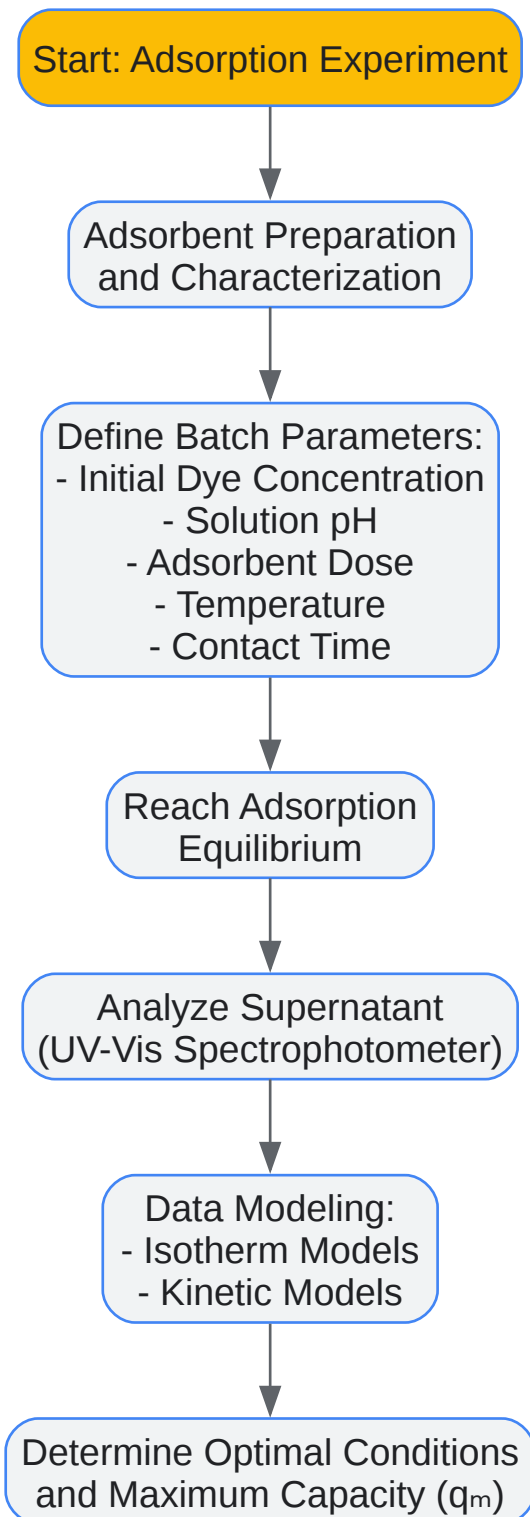 Start: Adsorption Experiment
Adsorbent Preparation
and Characterization
Define Batch Parameters:
- Initial Dye Concentration
- Solution pH
- Adsorbent Dose
- Temperature
- Contact Time
Reach Adsorption
Equilibrium
Analyze Supernatant
(UV-Vis Spectrophotometer)
Data Modeling:
- Isotherm Models
- Kinetic Models
Determine Optimal Conditions
and Maximum Capacity (qₘ)